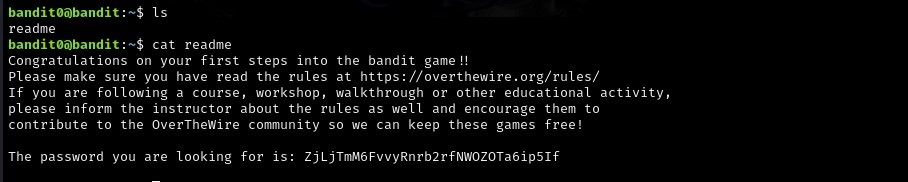 bandit0@bandit:~$ ls
readme
bandit0@bandit:~$ cat readme
Congratulations on your first steps into the bandit game!!
Please make sure you have read the rules at https://overthewire.org/rules/
If you are following a course, workshop, walkthrough or other educational activity,
please inform the instructor about the rules as well and encourage them to
contribute to the OverTheWire community so we can keep these games free!
The password you are looking for is: ZjLjTmM6FvvyRnrb2rfNWOZOTa6ip5If